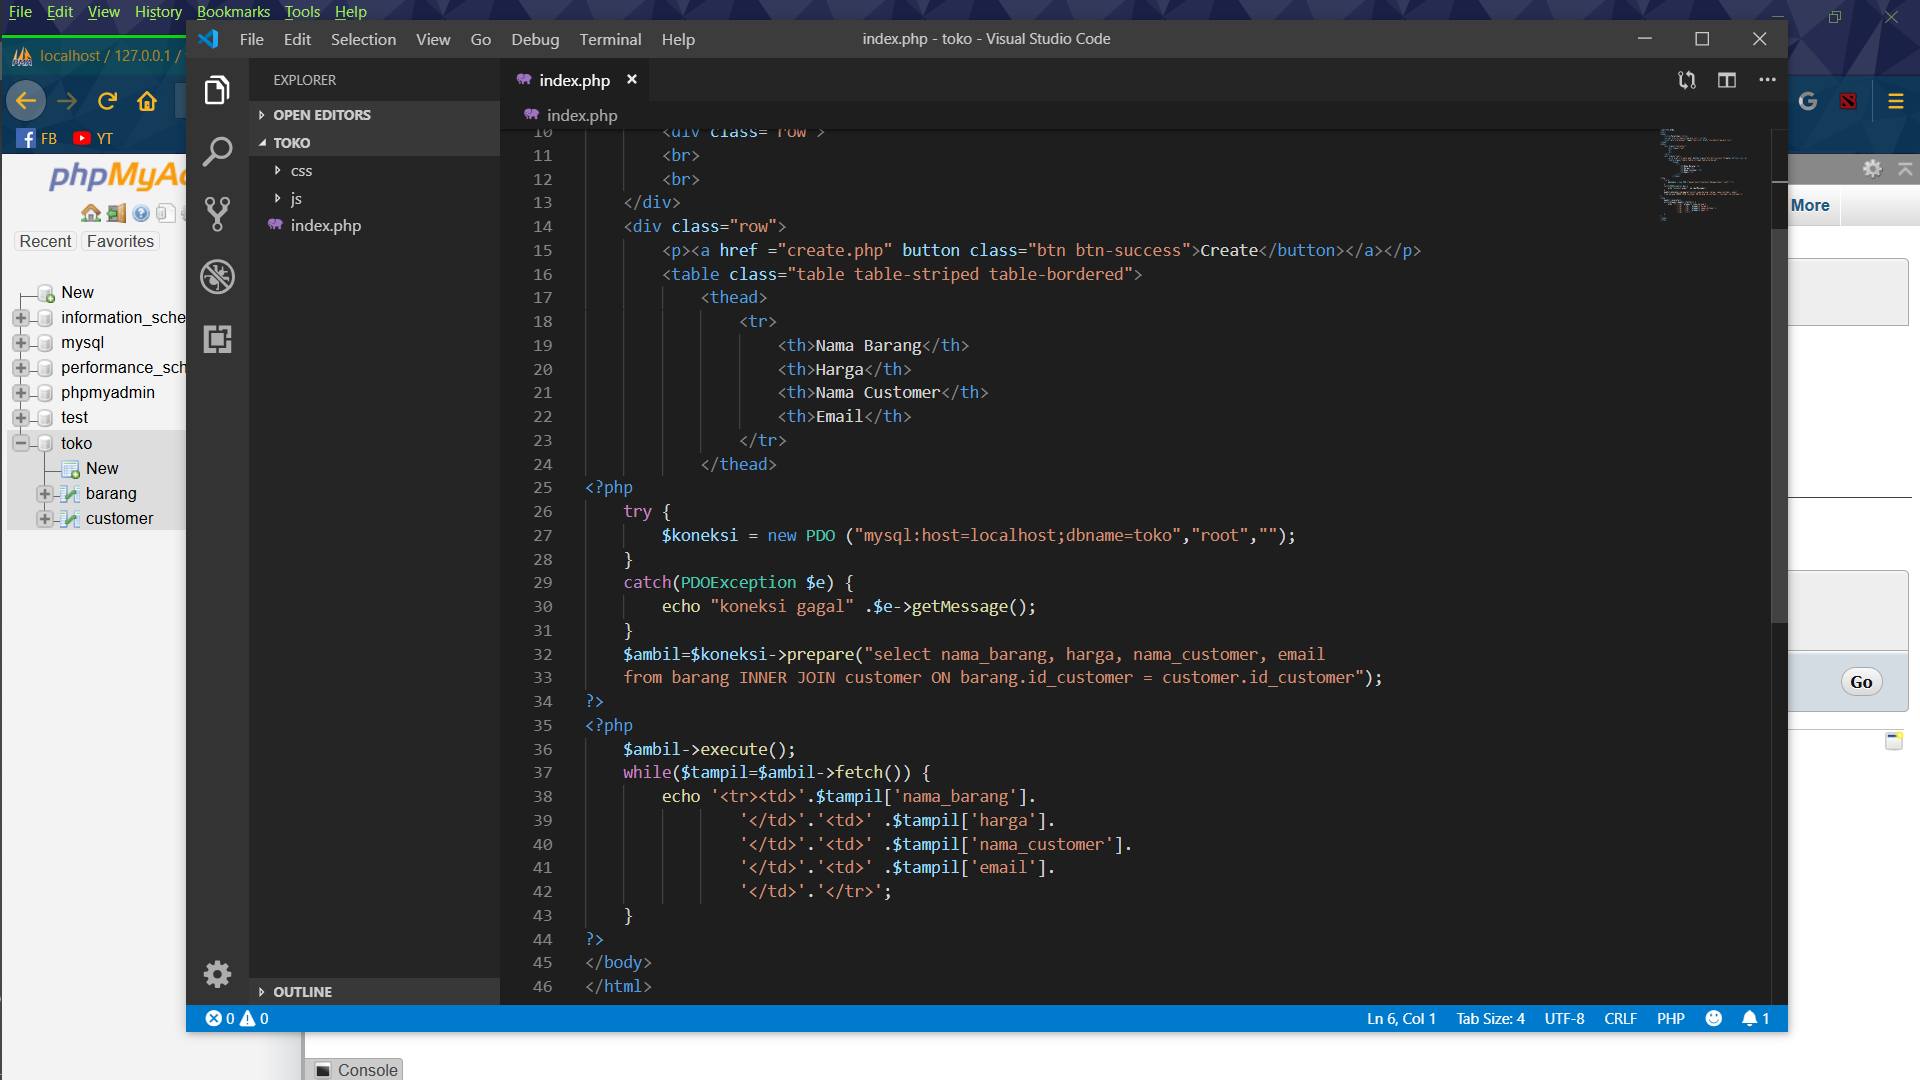 File Edit View History Bookmarks Tools Help
localhost / 127.0.0.1 /
FB YT
phpMyAd
Recent Favorites
New
information_sche
mysql
performance_sch
phpmyadmin
test
toko
New
barang
customer
File Edit Selection View Go Debug Terminal Help
index.php - toko - Visual Studio Code
EXPLORER
OPEN EDITORS
TOKO
css
js
index.php
OUTLINE
index.php
index.php
10 <div class="row">
11 <br>
12 <br>
13 </div>
14 <div class="row">
15 <p><a href ="create.php" button class="btn btn-success">Create</button></a></p>
16 <table class="table table-striped table-bordered">
17 <thead>
18 <tr>
19 <th>Nama Barang</th>
20 <th>Harga</th>
21 <th>Nama Customer</th>
22 <th>Email</th>
23 </tr>
24 </thead>
25 <?php
26 try {
27 $koneksi = new PDO ("mysql:host=localhost;dbname=toko","root","");
28 }
29 catch(PDOException $e) {
30 echo "koneksi gagal" .$e->getMessage();
31 }
32 $ambil=$koneksi->prepare("select nama_barang, harga, nama_customer, email
33 from barang INNER JOIN customer ON barang.id_customer = customer.id_customer");
34 ?>
35 <?php
36 $ambil->execute();
37 while($tampil=$ambil->fetch()) {
38 echo '<tr><td>'.$tampil['nama_barang'].
39 '</td>'.'<td>' .$tampil['harga'].
40 '</td>'.'<td>' .$tampil['nama_customer'].
41 '</td>'.'<td>' .$tampil['email'].
42 '</td>'.'</tr>';
43 }
44 ?>
45 </body>
46 </html>
0 0
Ln 6, Col 1 Tab Size: 4 UTF-8 CRLF PHP 1
More
Go
Console